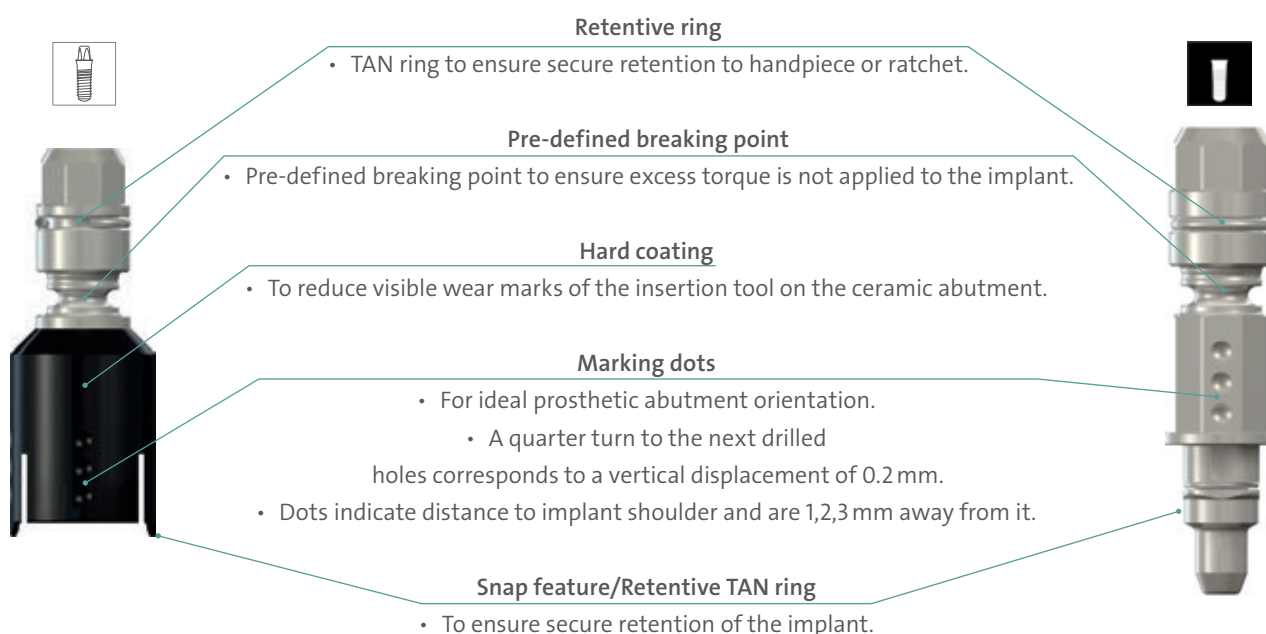 Retentive ring
• TAN ring to ensure secure retention to handpiece or ratchet.
Pre-defined breaking point
• Pre-defined breaking point to ensure excess torque is not applied to the implant.
Hard coating
• To reduce visible wear marks of the insertion tool on the ceramic abutment.
Marking dots
• For ideal prosthetic abutment orientation.
• A quarter turn to the next drilled
holes corresponds to a vertical displacement of 0.2 mm.
• Dots indicate distance to implant shoulder and are 1,2,3 mm away from it.
Snap feature/Retentive TAN ring
• To ensure secure retention of the implant.